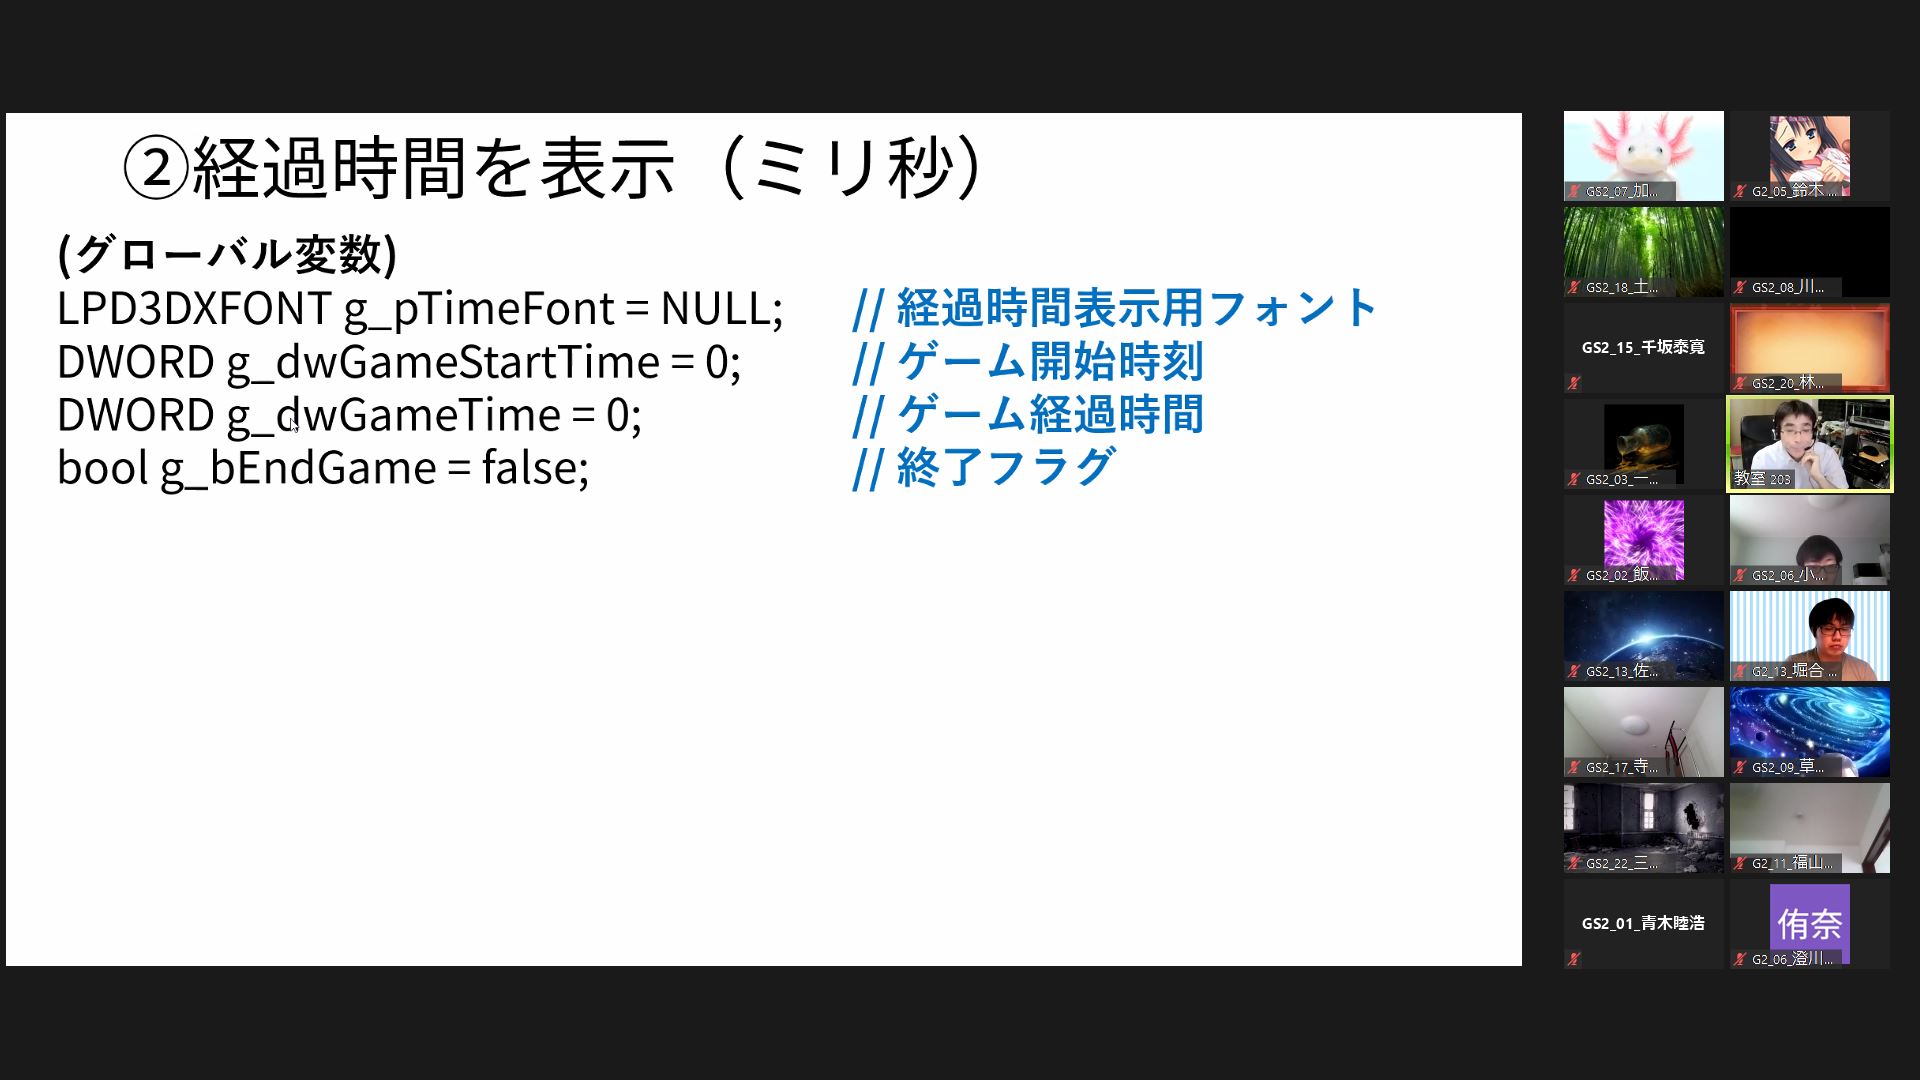 ②経過時間を表示（ミリ秒）
(グローバル変数)
LPD3DXFONT g_pTimeFont = NULL; // 経過時間表示用フォント
DWORD g_dwGameStartTime = 0; // ゲーム開始時刻
DWORD g_dwGameTime = 0; // ゲーム経過時間
bool g_bEndGame = false; // 終了フラグ
GS2_07_加...
G2_05_鈴木 ...
GS2_18_土...
GS2_08_川...
GS2_15_千坂泰寛
GS2_20_林...
GS2_03_一...
教室 203
GS2_02_飯...
GS2_06_小...
GS2_13_佐...
G2_13_堀合 ...
GS2_17_寺...
GS2_09_草...
GS2_22_三...
G2_11_福山...
GS2_01_青木睦浩
侑奈
G2_06_澄川...